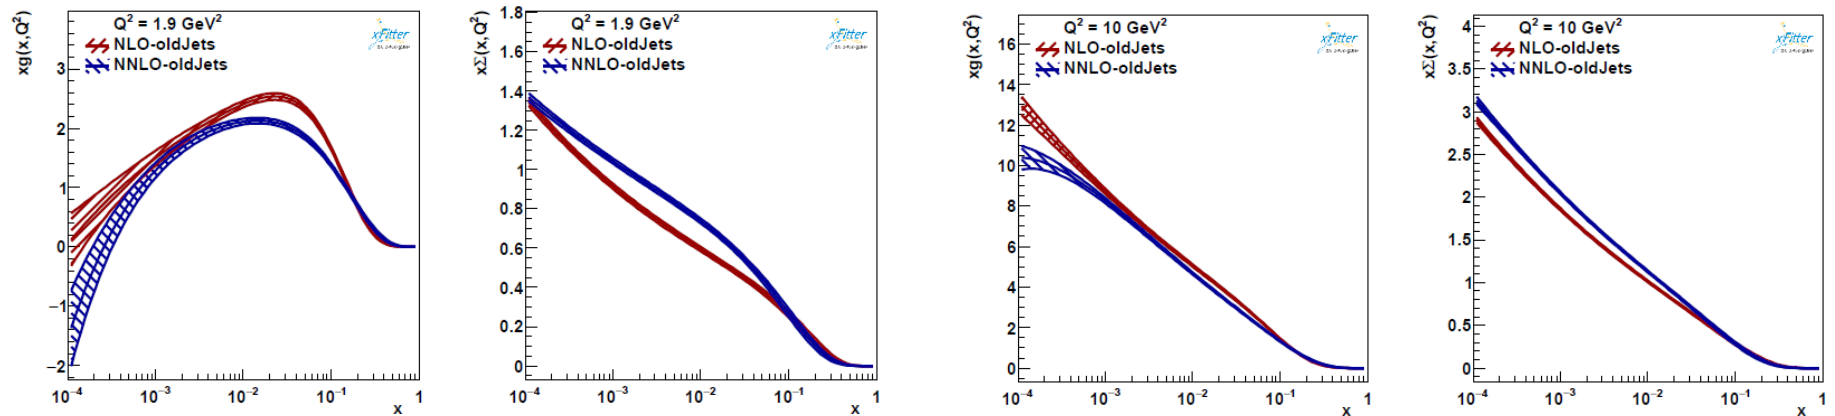 xg(x,Q²)
Q² = 1.9 GeV²
NLO-oldJets
NNLO-oldJets
xFitter
3
2
1
0
−1
−2
10⁻⁴ 10⁻³ 10⁻² 10⁻¹ 1
x
xΣ(x,Q²)
Q² = 1.9 GeV²
NLO-oldJets
NNLO-oldJets
xFitter
1.8
1.6
1.4
1.2
1
0.8
0.6
0.4
0.2
0
10⁻⁴ 10⁻³ 10⁻² 10⁻¹ 1
x
xg(x,Q²)
Q² = 10 GeV²
NLO-oldJets
NNLO-oldJets
xFitter
16
14
12
10
8
6
4
2
0
10⁻⁴ 10⁻³ 10⁻² 10⁻¹ 1
x
xΣ(x,Q²)
Q² = 10 GeV²
NLO-oldJets
NNLO-oldJets
xFitter
4
3.5
3
2.5
2
1.5
1
0.5
0
10⁻⁴ 10⁻³ 10⁻² 10⁻¹ 1
x